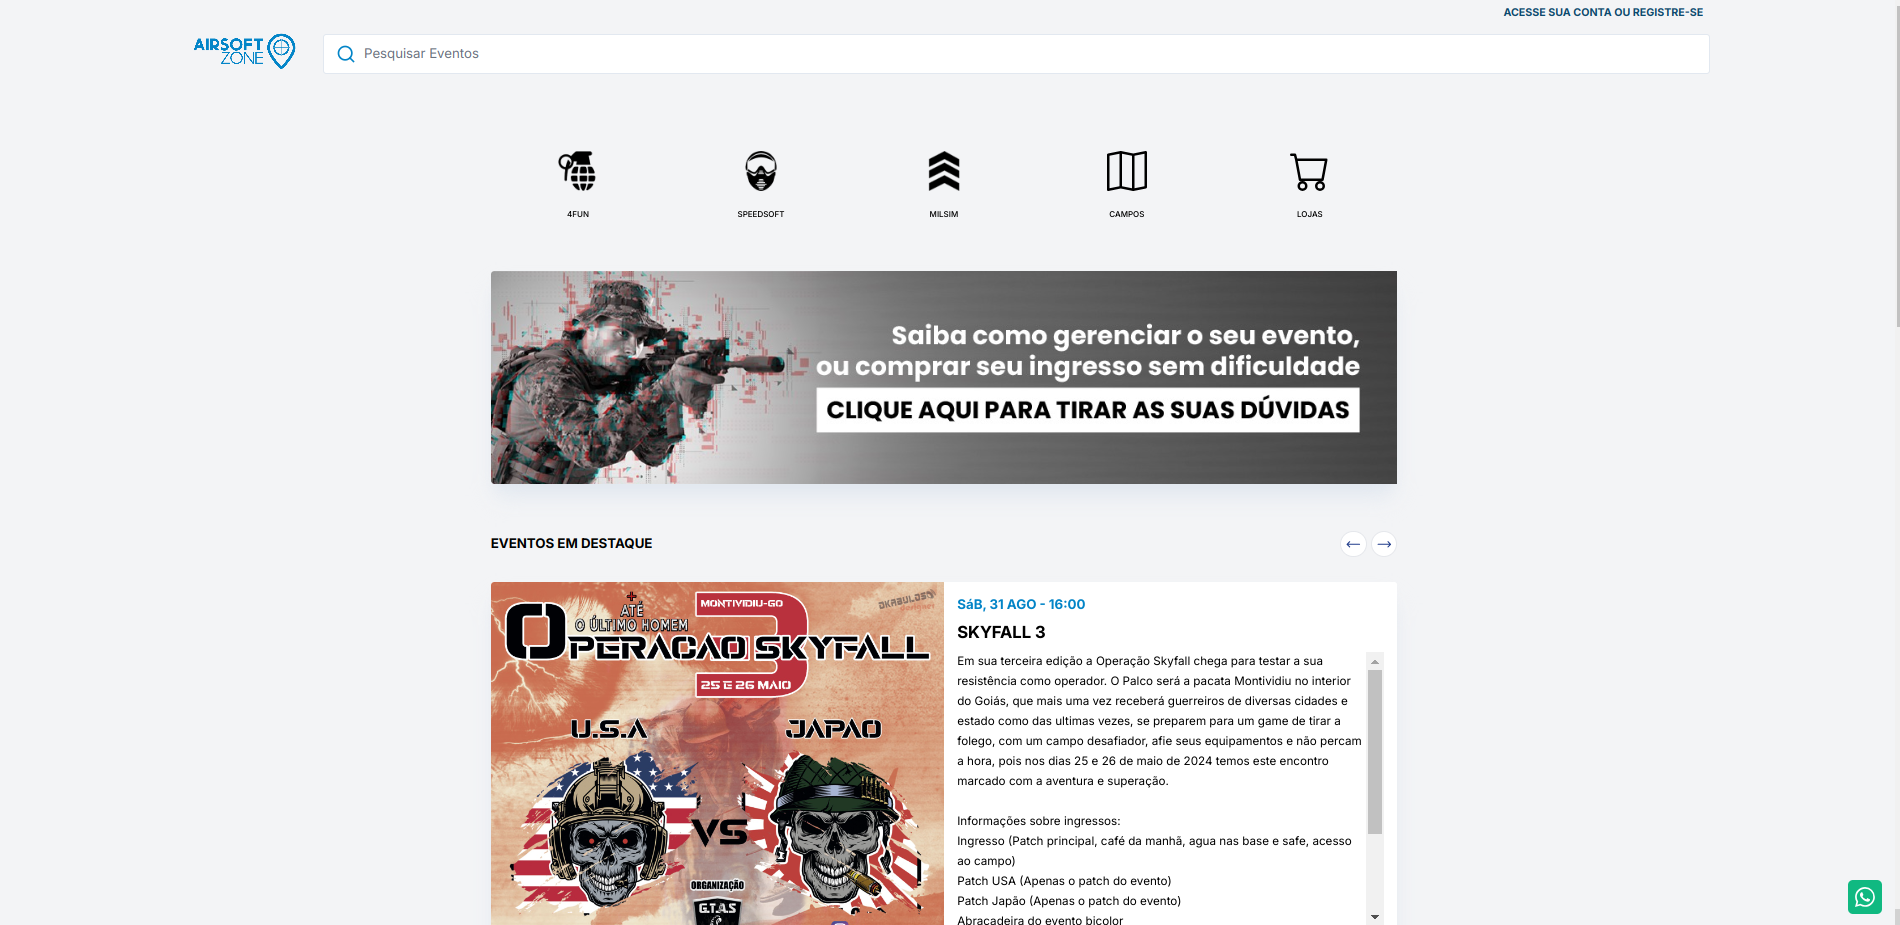 ACESSE SUA CONTA OU REGISTRE-SE
AIRSOFT
ZONE
Pesquisar Eventos
4FUN
SPEEDSOFT
MILSIM
CAMPOS
LOJAS
Saiba como gerenciar o seu evento,
ou comprar seu ingresso sem dificuldade
CLIQUE AQUI PARA TIRAR AS SUAS DÚVIDAS
EVENTOS EM DESTAQUE
MONTIVIDIU-GO
OKABULOSO
ATÉ
O ÚLTIMO HOMEM
3
OPERACAO SKYFALL
25 E 26 MAIO
U.S.A
JAPAO
VS
ORGANIZAÇÃO
G.T.A.S
SáB, 31 AGO - 16:00
SKYFALL 3
Em sua terceira edição a Operação Skyfall chega para testar a sua
resistência como operador. O Palco será a pacata Montividiu no interior
do Goiás, que mais uma vez receberá guerreiros de diversas cidades e
estado como das ultimas vezes, se preparem para um game de tirar a
folego, com um campo desafiador, afie seus equipamentos e não percam
a hora, pois nos dias 25 e 26 de maio de 2024 temos este encontro
marcado com a aventura e superação.
Informações sobre ingressos:
Ingresso (Patch principal, café da manhã, agua nas base e safe, acesso
ao campo)
Patch USA (Apenas o patch do evento)
Patch Japão (Apenas o patch do evento)
Abracadeira do evento bicolor